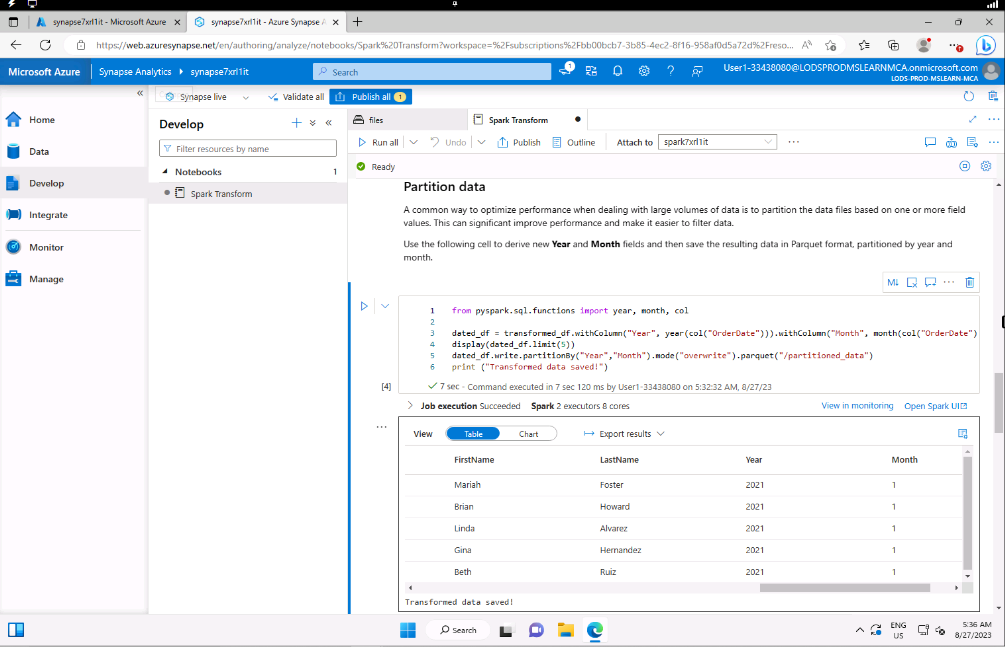 synapse7xrl1it - Microsoft Azure
synapse7xrl1it - Azure Synapse A
https://web.azuresynapse.net/en/authoring/analyze/notebooks/Spark%20Transform?workspace=%2Fsubscriptions%2Fbb00bcb7-3b85-4ec2-8f16-958af0d5a72d%2Freso...
Microsoft Azure
Synapse Analytics
synapse7xrl1it
Search
1
User1-33438080@LODSPRODMSLEARNMCA.onmicrosoft.com
LODS-PROD-MSLEARN-MCA
Home
Data
Develop
Integrate
Monitor
Manage
Synapse live
Validate all
Publish all 1
Develop
Filter resources by name
Notebooks 1
Spark Transform
files
Spark Transform
Run all
Undo
Publish
Outline
Attach to
spark7xrl1it
Ready
Partition data
A common way to optimize performance when dealing with large volumes of data is to partition the data files based on one or more field
values. This can significant improve performance and make it easier to filter data.
Use the following cell to derive new Year and Month fields and then save the resulting data in Parquet format, partitioned by year and
month.
M↓
1 from pyspark.sql.functions import year, month, col
2
3 dated_df = transformed_df.withColumn("Year", year(col("OrderDate"))).withColumn("Month", month(col("OrderDate")
4 display(dated_df.limit(5))
5 dated_df.write.partitionBy("Year","Month").mode("overwrite").parquet("/partitioned_data")
6 print ("Transformed data saved!")
[4]
7 sec - Command executed in 7 sec 120 ms by User1-33438080 on 5:32:32 AM, 8/27/23
Job execution Succeeded Spark 2 executors 8 cores
View in monitoring
Open Spark UI
View
Table
Chart
Export results
FirstName LastName Year Month
Mariah Foster 2021 1
Brian Howard 2021 1
Linda Alvarez 2021 1
Gina Hernandez 2021 1
Beth Ruiz 2021 1
Transformed data saved!
Search
ENG
US
5:36 AM
8/27/2023